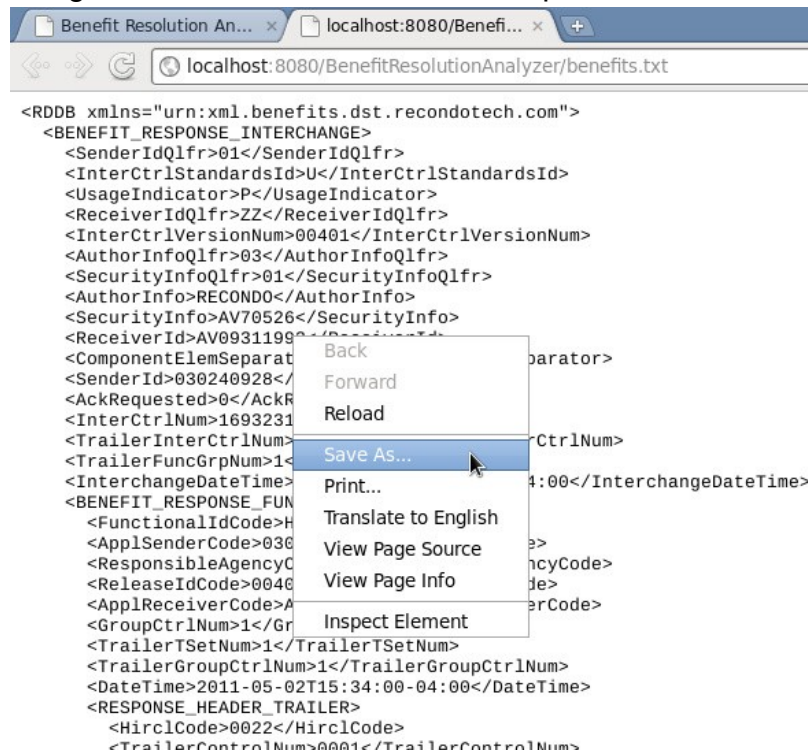 Benefit Resolution An... ×
localhost:8080/Benefi... ×
localhost:8080/BenefitResolutionAnalyzer/benefits.txt
<RDDB xmlns="urn:xml.benefits.dst.recondotech.com">
<BENEFIT_RESPONSE_INTERCHANGE>
<SenderIdQlfr>01</SenderIdQlfr>
<InterCtrlStandardsId>U</InterCtrlStandardsId>
<UsageIndicator>P</UsageIndicator>
<ReceiverIdQlfr>ZZ</ReceiverIdQlfr>
<InterCtrlVersionNum>00401</InterCtrlVersionNum>
<AuthorInfoQlfr>03</AuthorInfoQlfr>
<SecurityInfoQlfr>01</SecurityInfoQlfr>
<AuthorInfo>RECONDO</AuthorInfo>
<SecurityInfo>AV70526</SecurityInfo>
<ReceiverId>AV09311993</ReceiverId>
<ComponentElemSeparat parator>
<SenderId>030240928</
<AckRequested>0</AckR
<InterCtrlNum>1693231
<TrailerInterCtrlNum> rCtrlNum>
<TrailerFuncGrpNum>1<
<InterchangeDateTime> 4:00</InterchangeDateTime>
<BENEFIT_RESPONSE_FUN
<FunctionalIdCode>H
<ApplSenderCode>030 e>
<ResponsibleAgencyC ncyCode>
<ReleaseIdCode>0040 de>
<ApplReceiverCode>A erCode>
<GroupCtrlNum>1</Gr
<TrailerTSetNum>1</TrailerTSetNum>
<TrailerGroupCtrlNum>1</TrailerGroupCtrlNum>
<DateTime>2011-05-02T15:34:00-04:00</DateTime>
<RESPONSE_HEADER_TRAILER>
<HirclCode>0022</HirclCode>
<TrailerControlNum>0001</TrailerControlNum>
Back
Forward
Reload
Save As...
Print...
Translate to English
View Page Source
View Page Info
Inspect Element